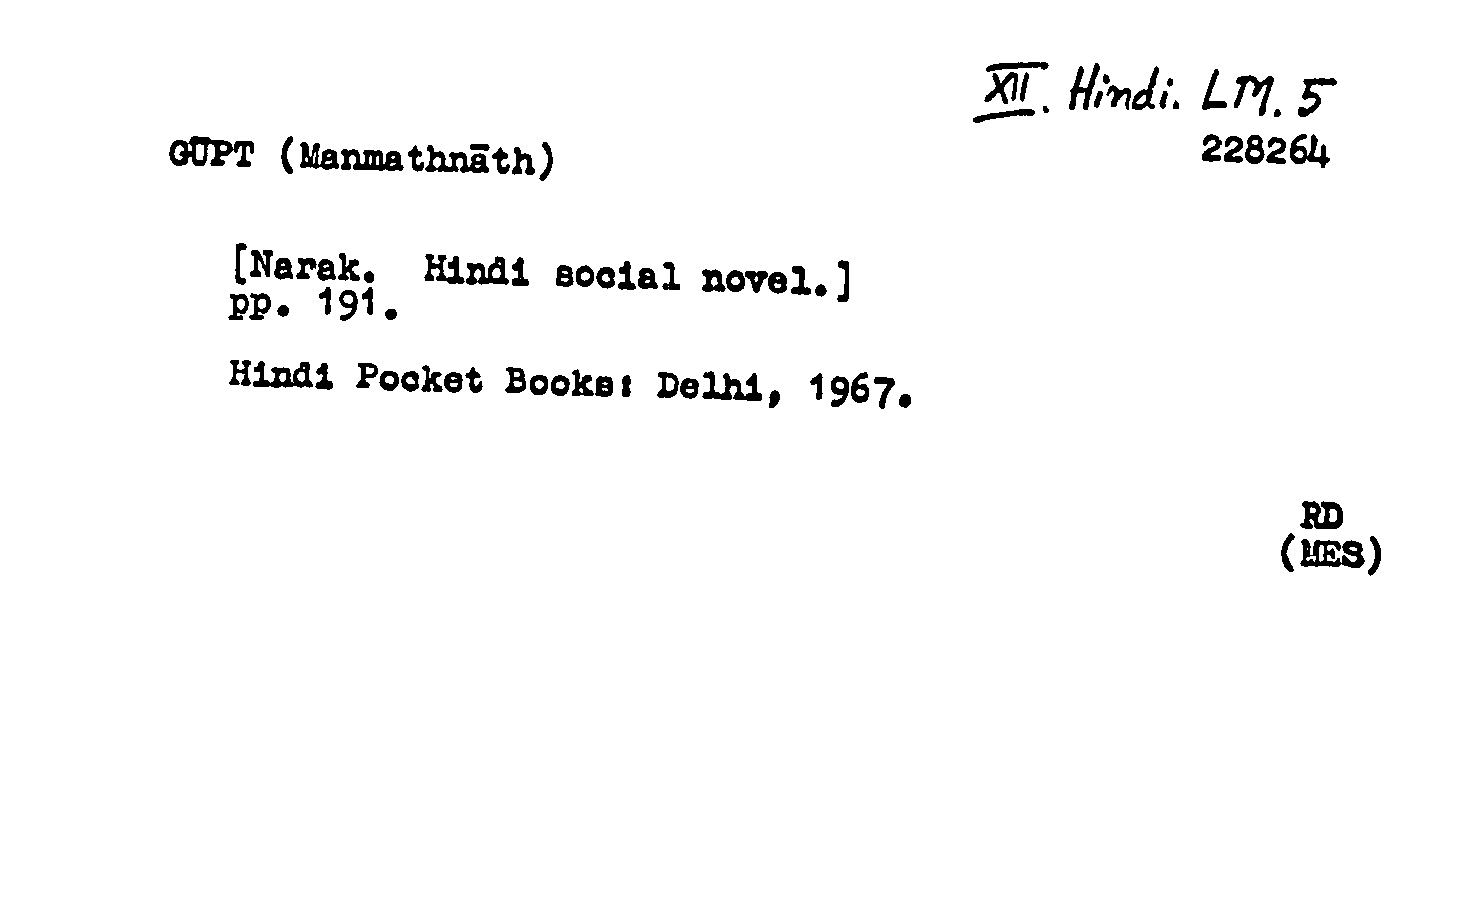 XII. Hindi. LM. 5
228264
GŪPT (Manmathnāth)
[Narak. Hindi social novel.]
pp. 191.
Hindi Pocket Books: Delhi, 1967.
RD
(MES)